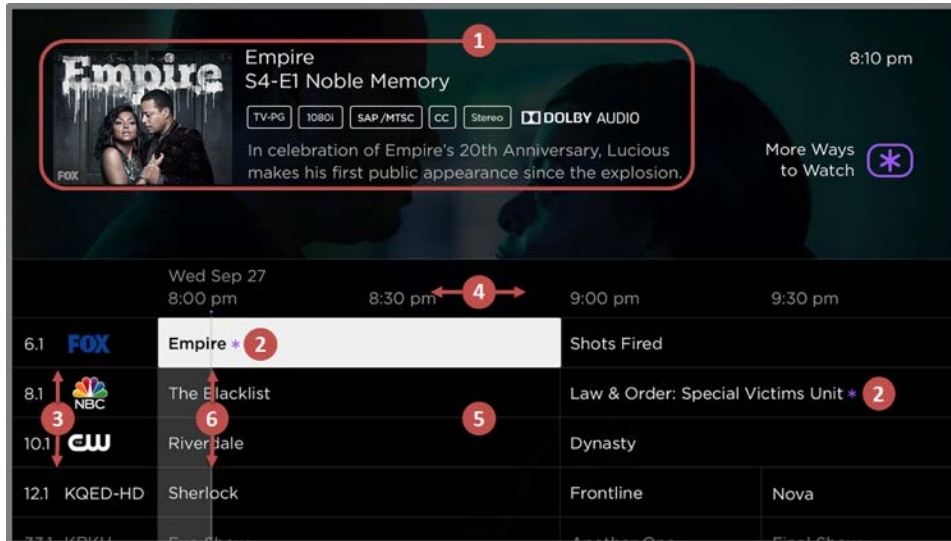 1
Empire
S4-E1 Noble Memory
8:10 pm
Empire
TV-PG 1080i SAP/MTSC CC Stereo DOLBY AUDIO
In celebration of Empire's 20th Anniversary, Lucious
makes his first public appearance since the explosion.
FOX
More Ways
to Watch *
Wed Sep 27
8:00 pm 8:30 pm 4 9:00 pm 9:30 pm
6.1 FOX Empire * 2 Shots Fired
8.1 NBC The Blacklist Law & Order: Special Victims Unit * 2
3 6 5
10.1 CW Riverdale Dynasty
12.1 KQED-HD Sherlock Frontline Nova